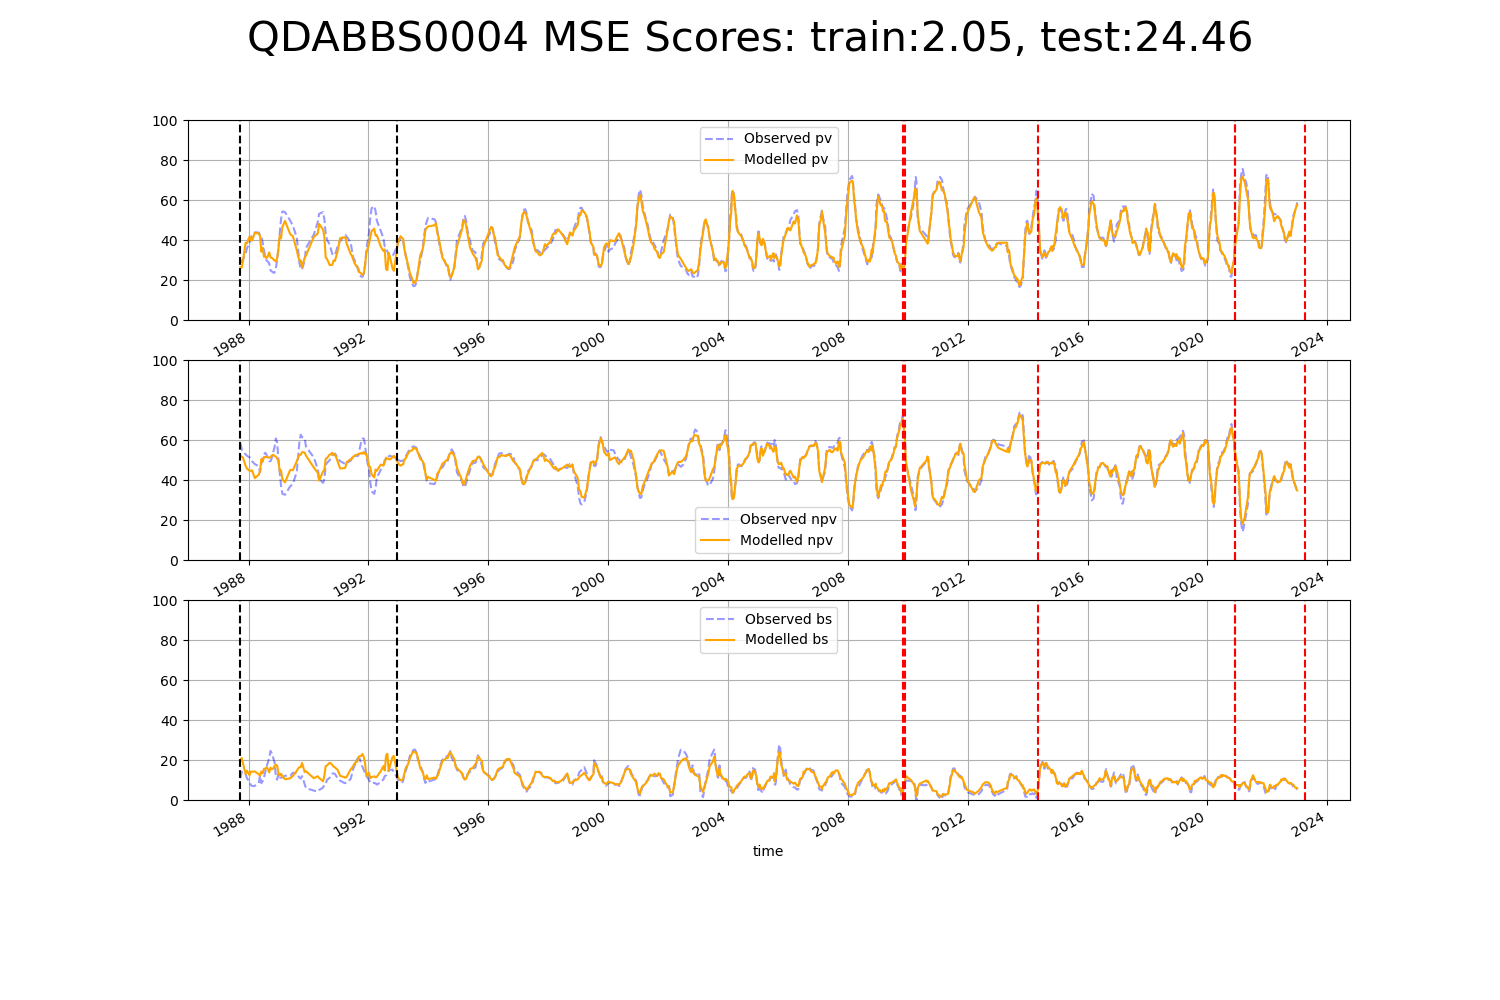 QDABBS0004 MSE Scores: train:2.05, test:24.46
100
80
60
40
20
0
Observed pv
Modelled pv
1988 1992 1996 2000 2004 2008 2012 2016 2020 2024
100
80
60
40
20
0
Observed npv
Modelled npv
1988 1992 1996 2000 2004 2008 2012 2016 2020 2024
100
80
60
40
20
0
Observed bs
Modelled bs
1988 1992 1996 2000 2004 2008 2012 2016 2020 2024
time